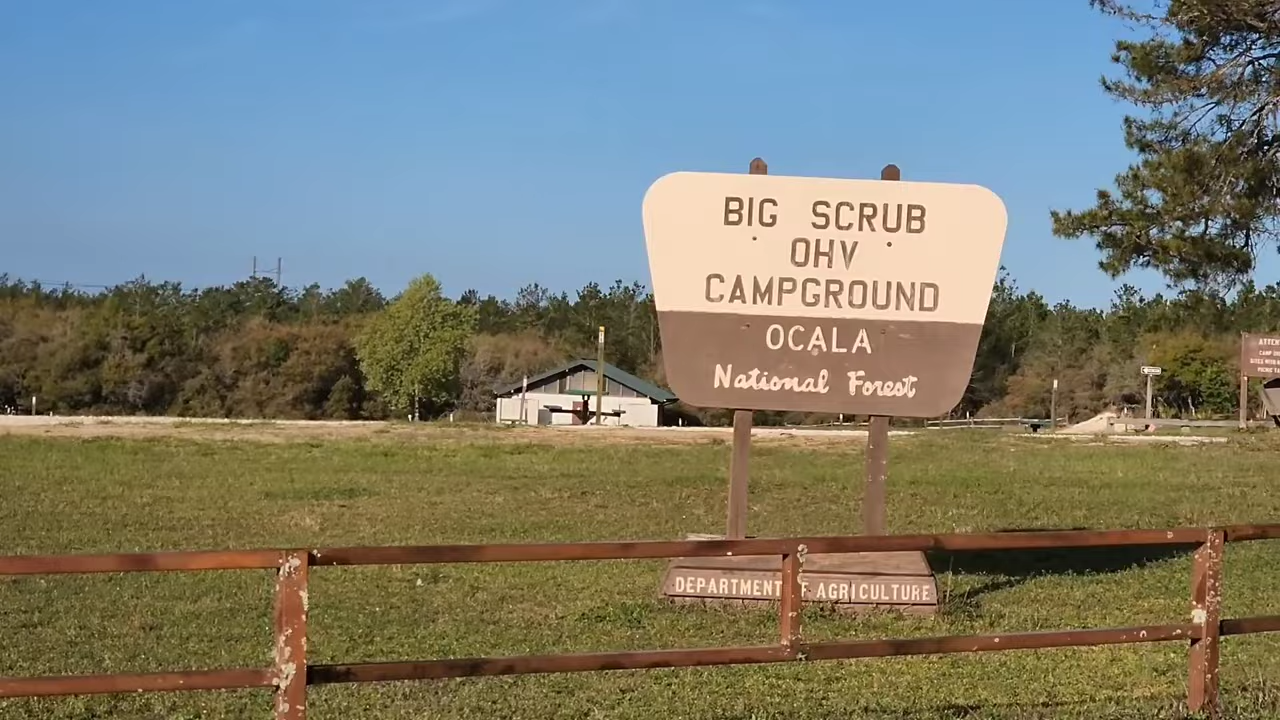 BIG SCRUB
OHV
CAMPGROUND
OCALA
National Forest
DEPARTMENT F AGRICULTURE